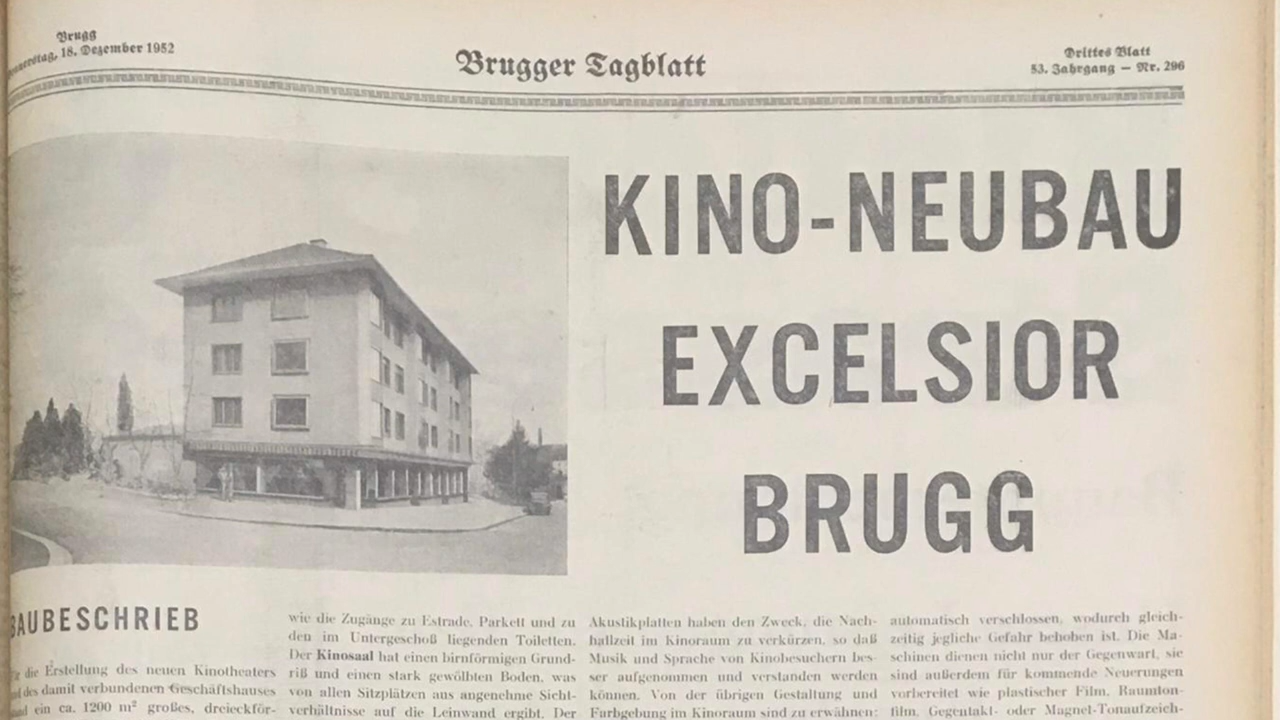 Brugg
Donnerstag, 18. Dezember 1952
Brugger Tagblatt
Drittes Blatt
53. Jahrgang — Nr. 296
KINO-NEUBAU
EXCELSIOR
BRUGG
BAUBESCHRIEB
die Erstellung des neuen Kinotheaters
des damit verbundenen Geschäftshauses
ein ca. 1200 m² großes, dreieckför-
wie die Zugänge zu Estrade, Parkett und zu
den im Untergeschoß liegenden Toiletten.
Der Kinosaal hat einen birnförmigen Grund-
riß und einen stark gewölbten Boden, was
von allen Sitzplätzen aus angenehme Sicht-
verhältnisse auf die Leinwand ergibt. Der
Akustikplatten haben den Zweck, die Nach-
hallzeit im Kinoraum zu verkürzen, so daß
Musik und Sprache von Kinobesuchern bes-
ser aufgenommen und verstanden werden
können. Von der übrigen Gestaltung und
Farbgebung im Kinoraum sind zu erwähnen:
automatisch verschlossen, wodurch gleich-
zeitig jegliche Gefahr behoben ist. Die Ma-
schinen dienen nicht nur der Gegenwart, sie
sind außerdem für kommende Neuerungen
vorbereitet wie plastischer Film, Raumton-
film, Gegentakt- oder Magnet-Tonaufzeich-